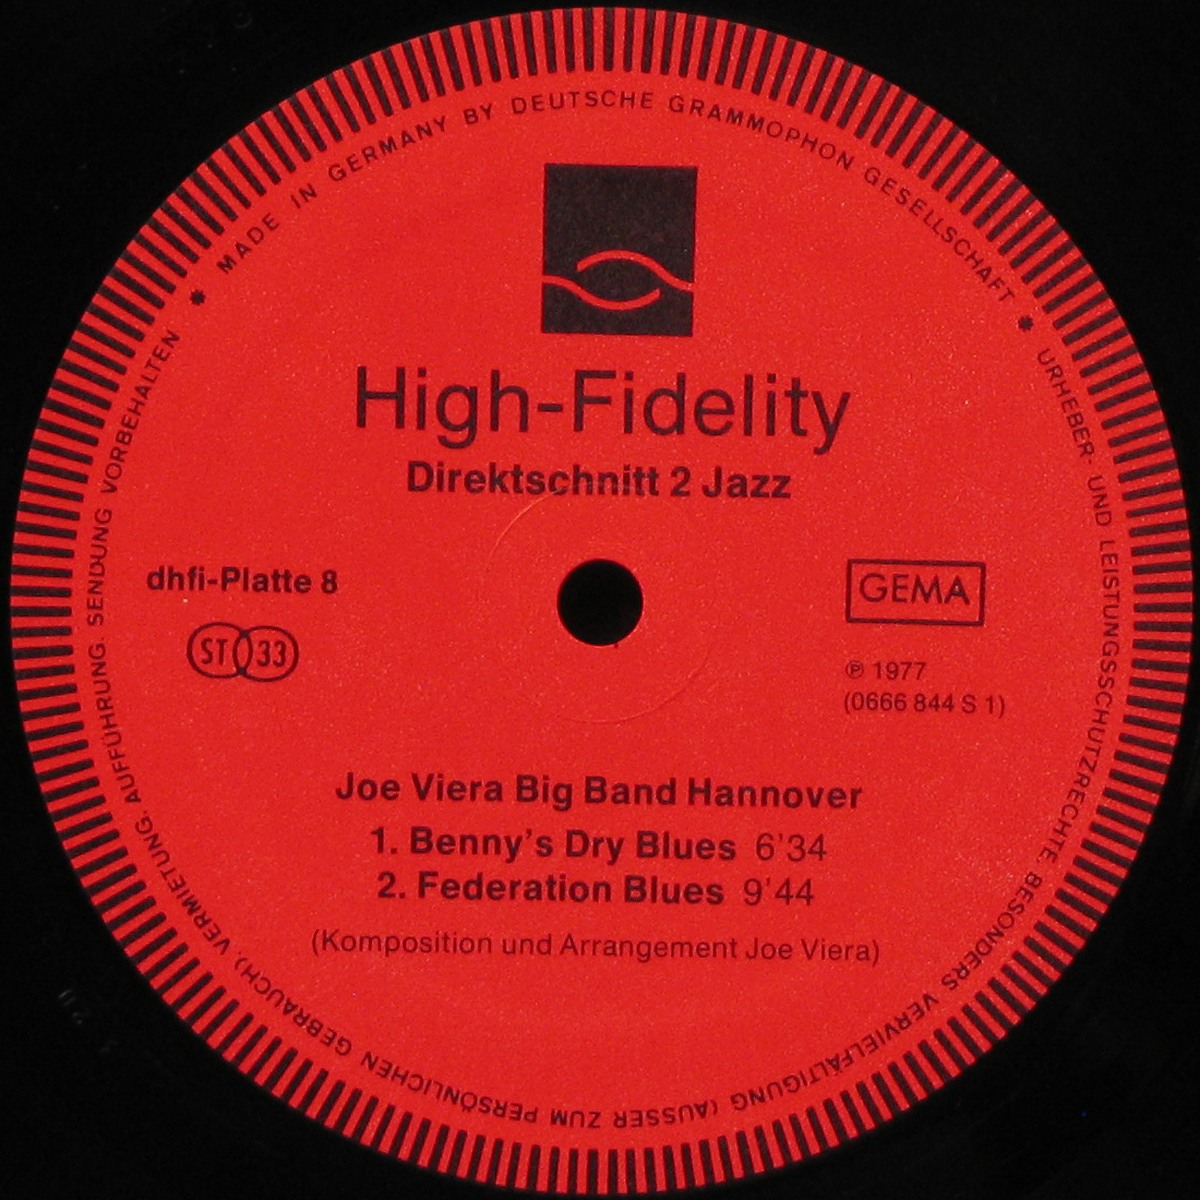 MADE IN GERMANY BY DEUTSCHE GRAMMOPHON GESELLSCHAFT * URHEBER- UND LEISTUNGSSCHUTZRECHTE, BESONDERS VERVIELFÄLTIGUNG (AUSSER ZUM PERSÖNLICHEN GEBRAUCH), VERMIETUNG, AUFFÜHRUNG, SENDUNG VORBEHALTEN *
High-Fidelity
Direktschnitt 2 Jazz
dhfi-Platte 8
ST 33
GEMA
℗ 1977
(0666 844 S 1)
Joe Viera Big Band Hannover
1. Benny's Dry Blues 6'34
2. Federation Blues 9'44
(Komposition und Arrangement Joe Viera)